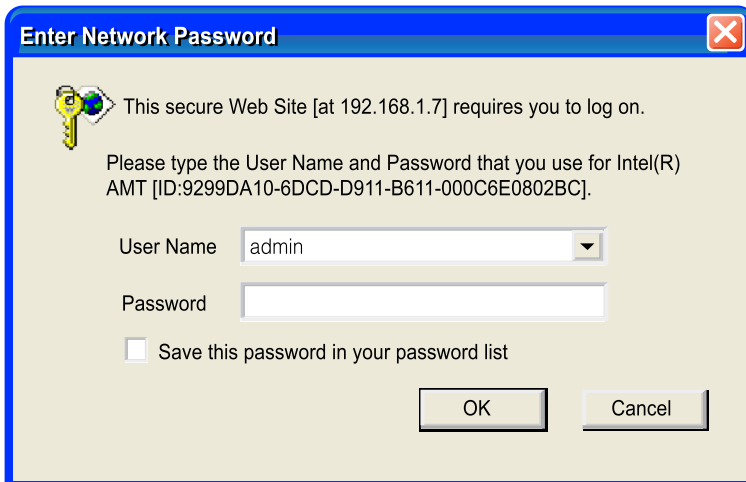 Enter Network Password
This secure Web Site [at 192.168.1.7] requires you to log on.
Please type the User Name and Password that you use for Intel(R)
AMT [ID:9299DA10-6DCD-D911-B611-000C6E0802BC].
User Name admin
Password
Save this password in your password list
OK Cancel